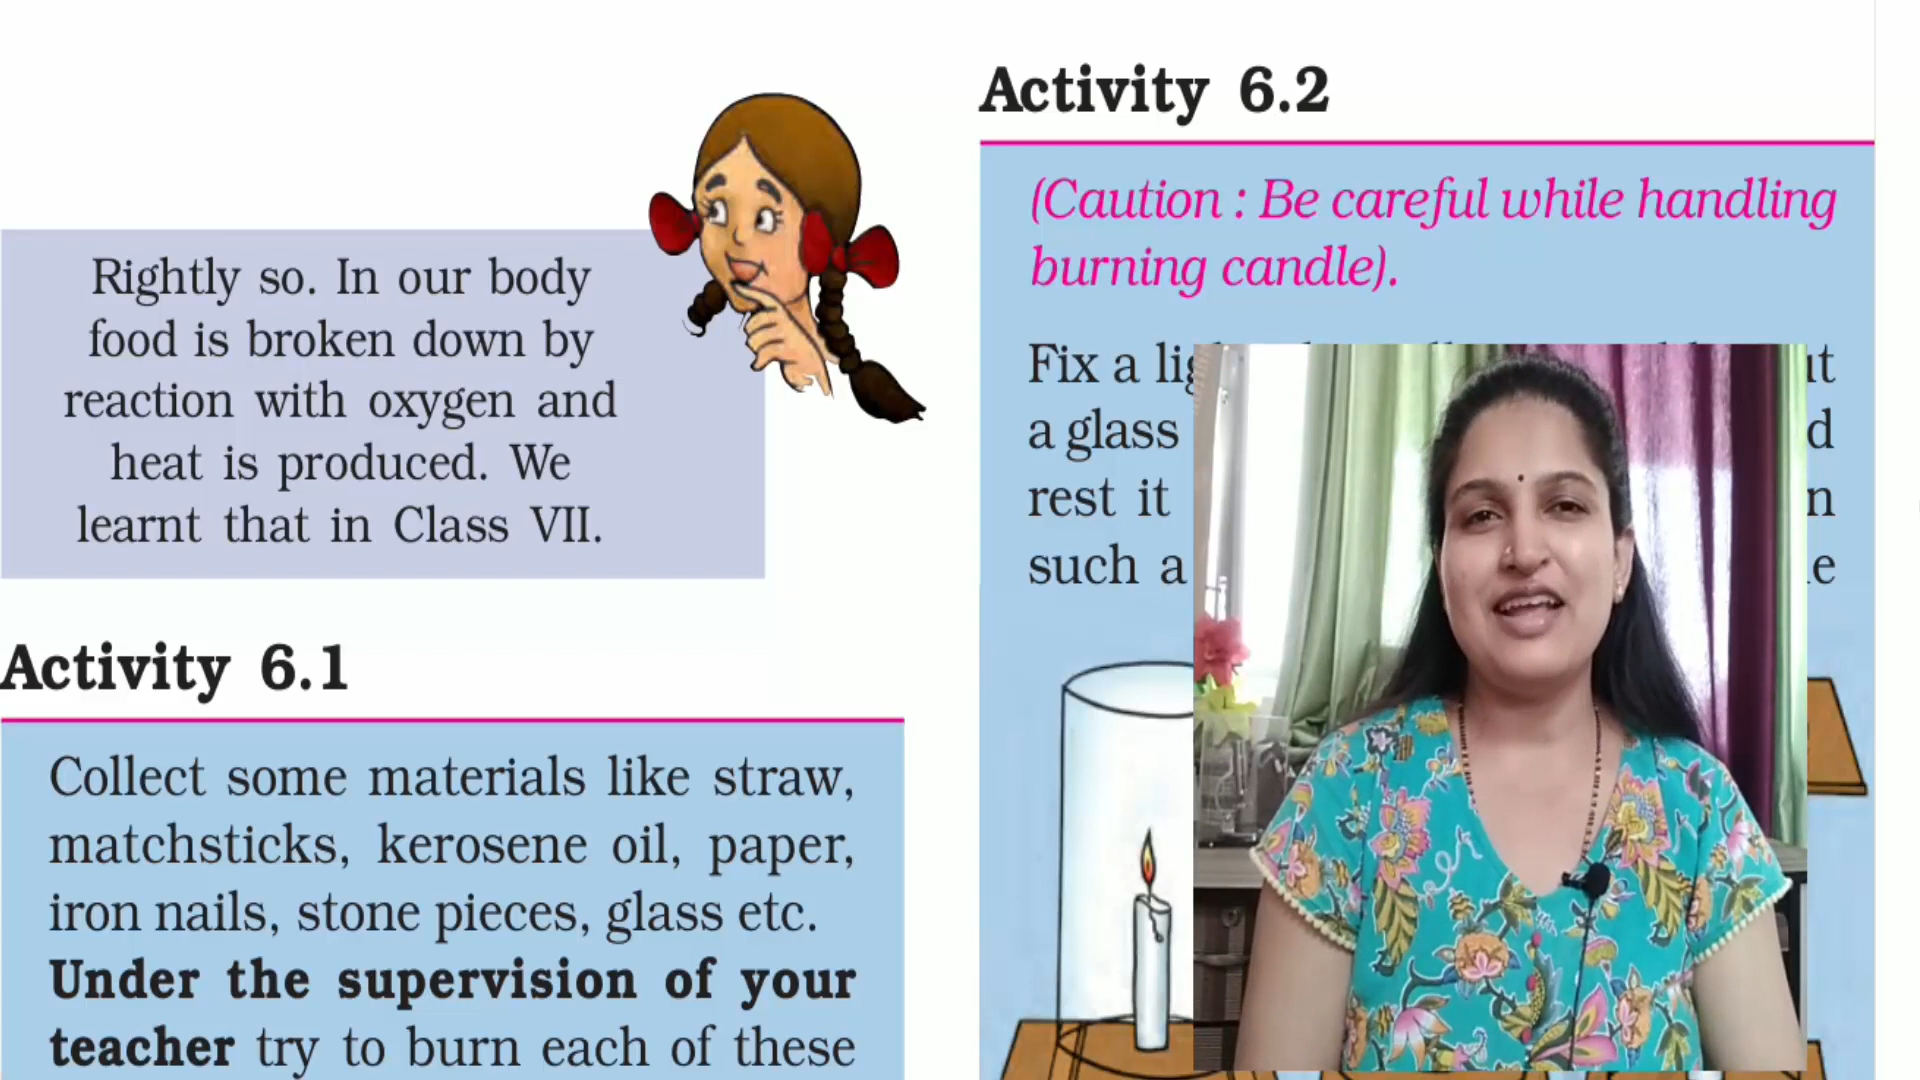 Rightly so. In our body
food is broken down by
reaction with oxygen and
heat is produced. We
learnt that in Class VII.
Activity 6.1
Collect some materials like straw,
matchsticks, kerosene oil, paper,
iron nails, stone pieces, glass etc.
Under the supervision of your
teacher try to burn each of these
Activity 6.2
(Caution : Be careful while handling
burning candle).
Fix a
a glass
rest it
such a